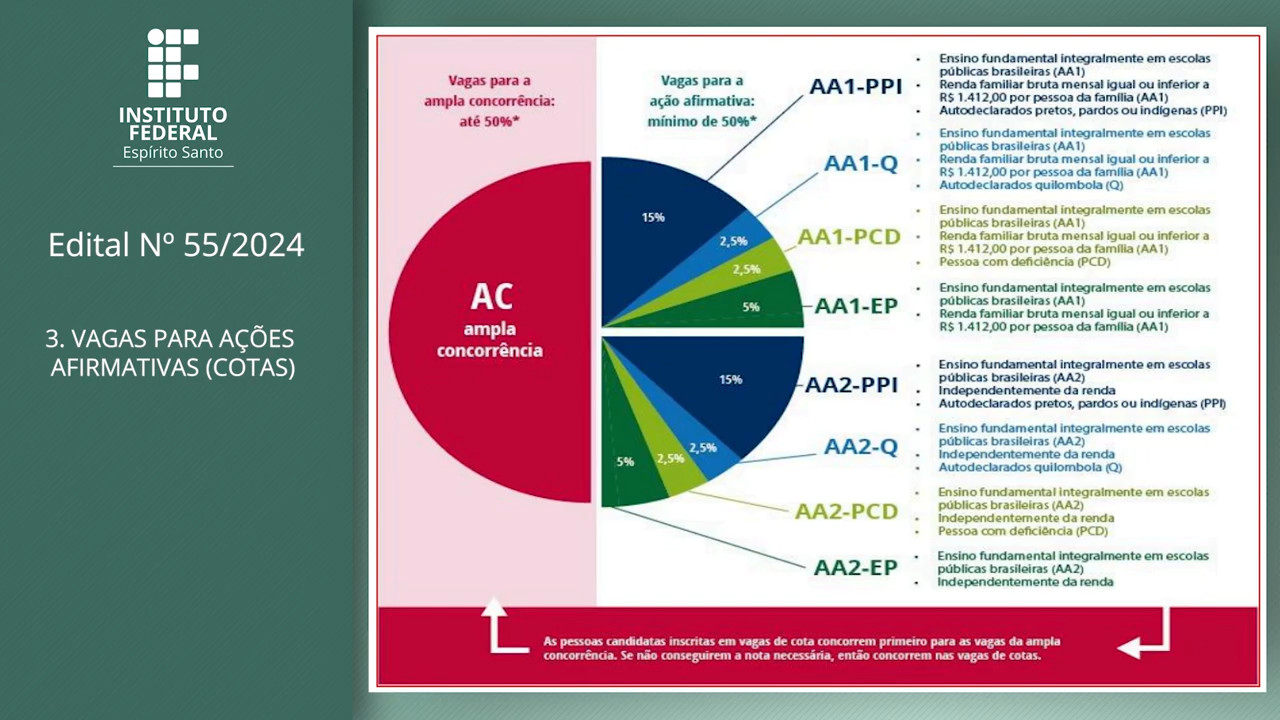 INSTITUTO
FEDERAL
Espírito Santo
Edital Nº 55/2024
3. VAGAS PARA AÇÕES
AFIRMATIVAS (COTAS)
Vagas para a
ampla concorrência:
até 50%*
Vagas para a
ação afirmativa:
mínimo de 50%*
AC
ampla
concorrência
15%
2,5%
2,5%
5%
15%
2,5%
2,5%
5%
AA1-PPI
• Ensino fundamental integralmente em escolas
públicas brasileiras (AA1)
• Renda familiar bruta mensal igual ou inferior a
R$ 1.412,00 por pessoa da família (AA1)
• Autodeclarados pretos, pardos ou indígenas (PPI)
AA1-Q
• Ensino fundamental integralmente em escolas
públicas brasileiras (AA1)
• Renda familiar bruta mensal igual ou inferior a
R$ 1.412,00 por pessoa da família (AA1)
• Autodeclarados quilombola (Q)
AA1-PCD
• Ensino fundamental integralmente em escolas
públicas brasileiras (AA1)
• Renda familiar bruta mensal igual ou inferior a
R$ 1.412,00 por pessoa da família (AA1)
• Pessoa com deficiência (PCD)
AA1-EP
• Ensino fundamental integralmente em escolas
públicas brasileiras (AA1)
• Renda familiar bruta mensal igual ou inferior a
R$ 1.412,00 por pessoa da família (AA1)
AA2-PPI
• Ensino fundamental integralmente em escolas
públicas brasileiras (AA2)
• Independentemente da renda
• Autodeclarados pretos, pardos ou indígenas (PPI)
AA2-Q
• Ensino fundamental integralmente em escolas
públicas brasileiras (AA2)
• Independentemente da renda
• Autodeclarados quilombola (Q)
AA2-PCD
• Ensino fundamental integralmente em escolas
públicas brasileiras (AA2)
• Independentemente da renda
• Pessoa com deficiência (PCD)
AA2-EP
• Ensino fundamental integralmente em escolas
públicas brasileiras (AA2)
• Independentemente da renda
As pessoas candidatas inscritas em vagas de cota concorrem primeiro para as vagas da ampla
concorrência. Se não conseguirem a nota necessária, então concorrem nas vagas de cotas.